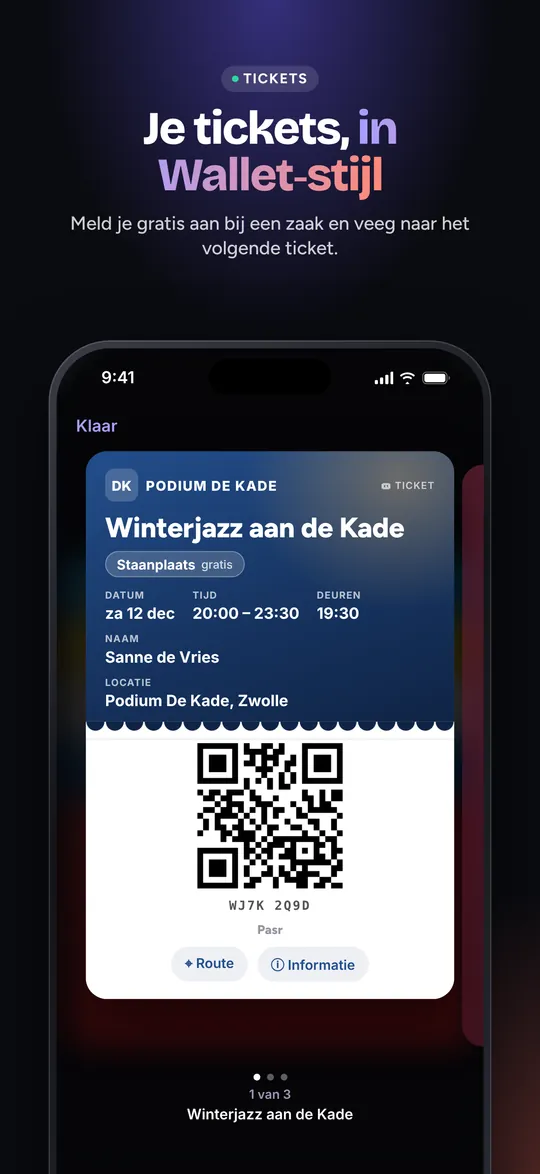 TICKETS
Je tickets, in
Wallet-stijl
Meld je gratis aan bij een zaak en veeg naar het
volgende ticket.
9:41
Klaar
DK PODIUM DE KADE TICKET
Winterjazz aan de Kade
Staanplaats gratis
DATUM TIJD DEUREN
za 12 dec 20:00 – 23:30 19:30
NAAM
Sanne de Vries
LOCATIE
Podium De Kade, Zwolle
WJ7K 2Q9D
Pasr
Route Informatie
1 van 3
Winterjazz aan de Kade